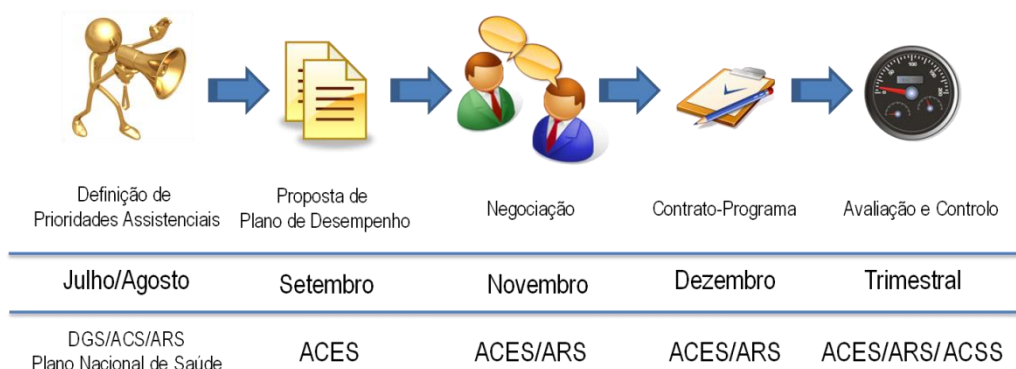 Definição de
Prioridades Assistenciais
Proposta de
Plano de Desempenho
Negociação
Contrato-Programa
Avaliação e Controlo
Julho/Agosto
Setembro
Novembro
Dezembro
Trimestral
DGS/ACS/ARS
Plano Nacional de Saúde
ACES
ACES/ARS
ACES/ARS
ACES/ARS/ACSS